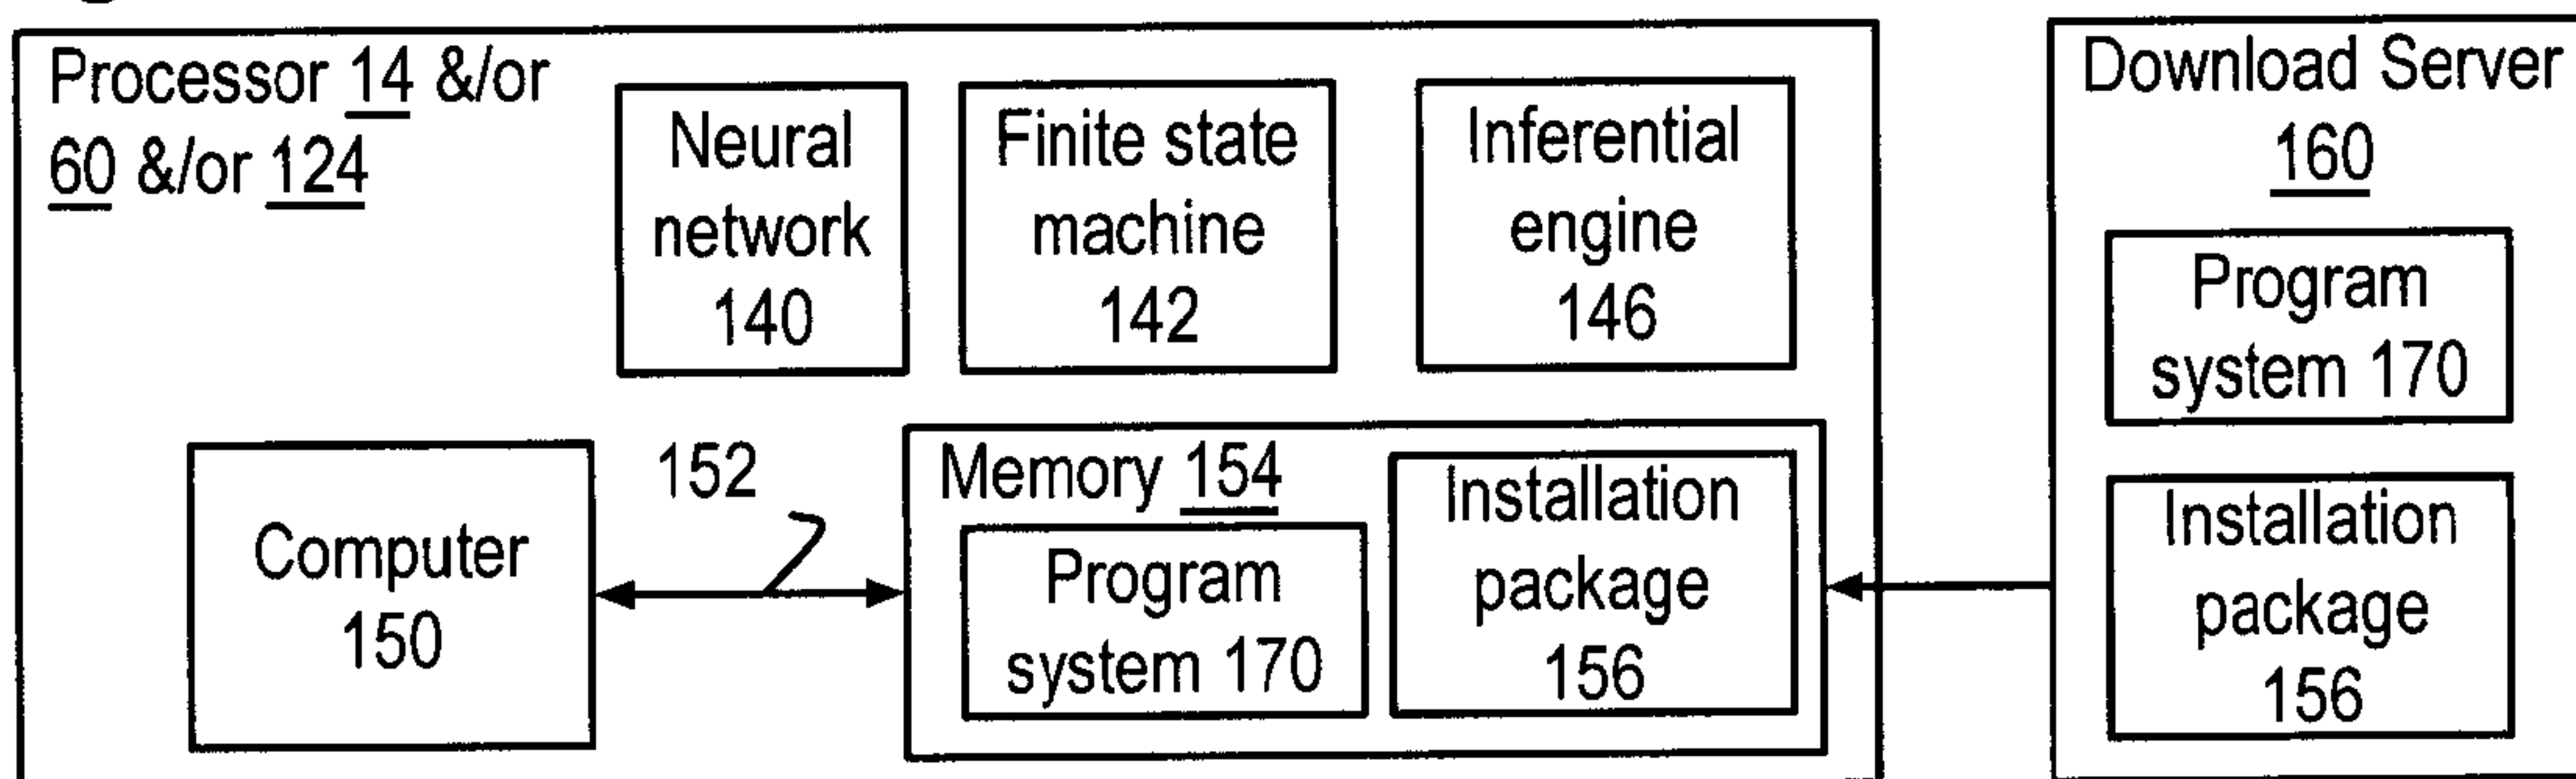 Processor 14 &/or
60 &/or 124
Neural
network
140
Finite state
machine
142
Inferential
engine
146
Download Server
160
Program
system 170
Installation
package
156
Computer
150
152
Memory 154
Program
system 170
Installation
package
156